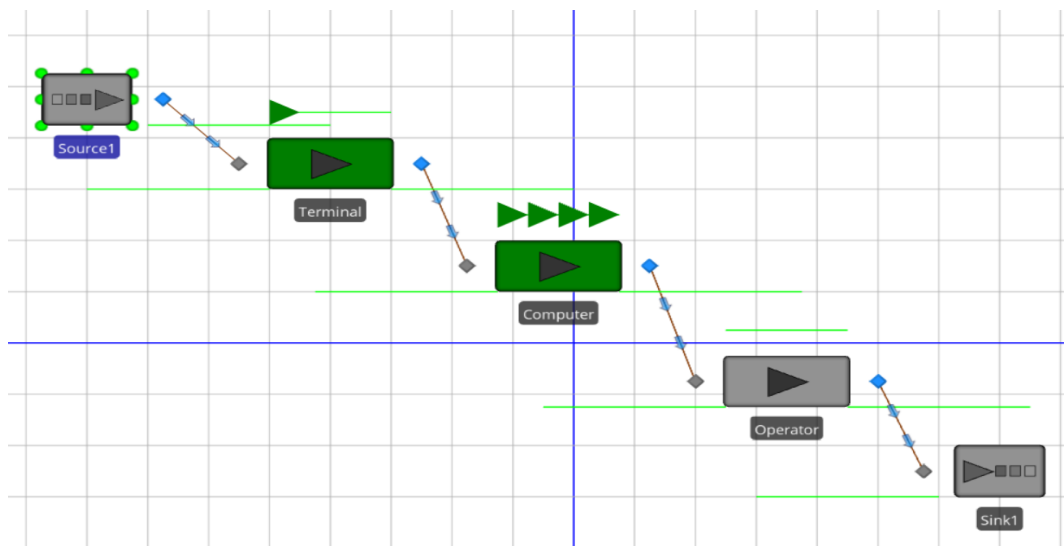 Source1
Terminal
Computer
Operator
Sink1